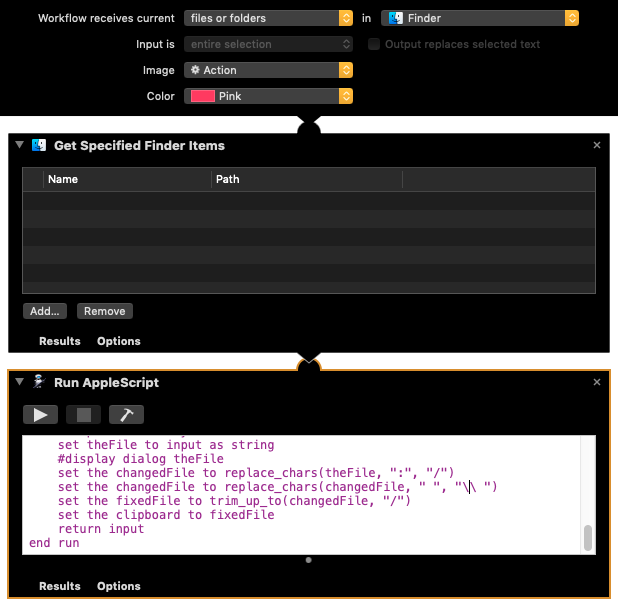 Workflow receives current files or folders in Finder
Input is entire selection Output replaces selected text
Image Action
Color Pink
Get Specified Finder Items
Name Path
Add... Remove
Results Options
Run AppleScript
set theFile to input as string
#display dialog theFile
set the changedFile to replace_chars(theFile, ":", "/")
set the changedFile to replace_chars(changedFile, " ", "\\ ")
set the fixedFile to trim_up_to(changedFile, "/")
set the clipboard to fixedFile
return input
end run
Results Options